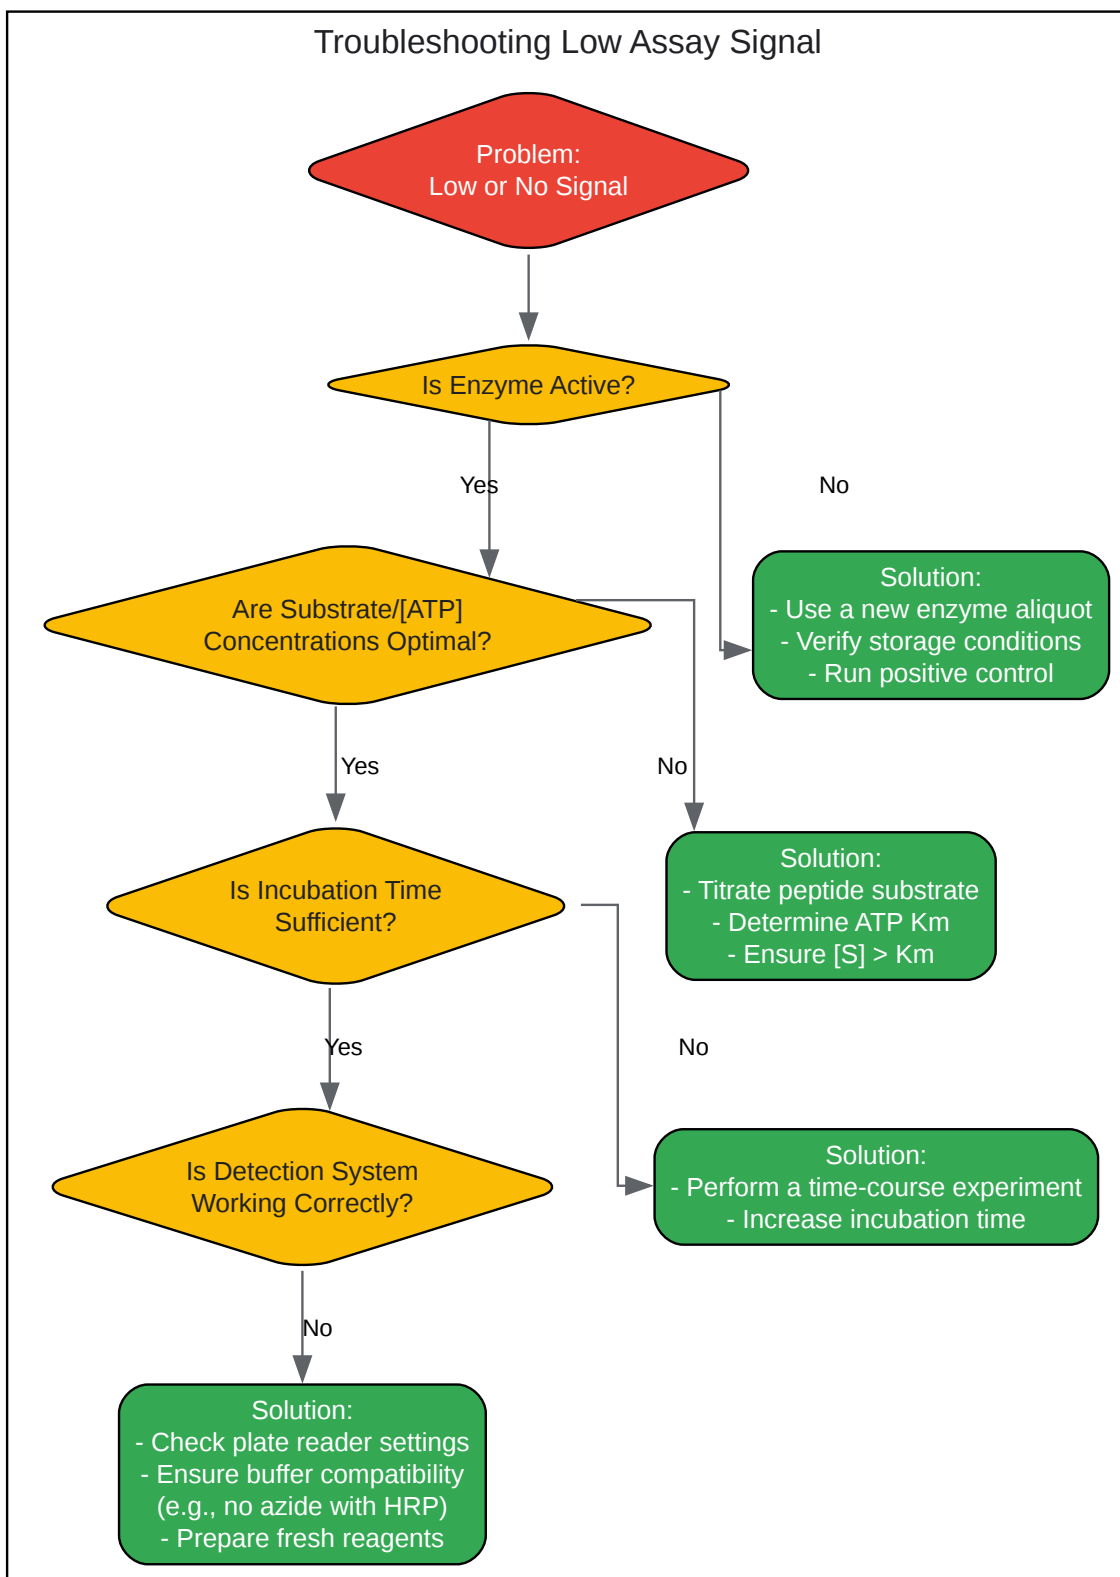 Troubleshooting Low Assay Signal
Problem:
Low or No Signal
Is Enzyme Active?
Yes
No
Solution:
- Use a new enzyme aliquot
- Verify storage conditions
- Run positive control
Are Substrate/[ATP]
Concentrations Optimal?
Yes
No
Solution:
- Titrate peptide substrate
- Determine ATP Km
- Ensure [S] > Km
Is Incubation Time
Sufficient?
Yes
No
Solution:
- Perform a time-course experiment
- Increase incubation time
Is Detection System
Working Correctly?
No
Solution:
- Check plate reader settings
- Ensure buffer compatibility
(e.g., no azide with HRP)
- Prepare fresh reagents